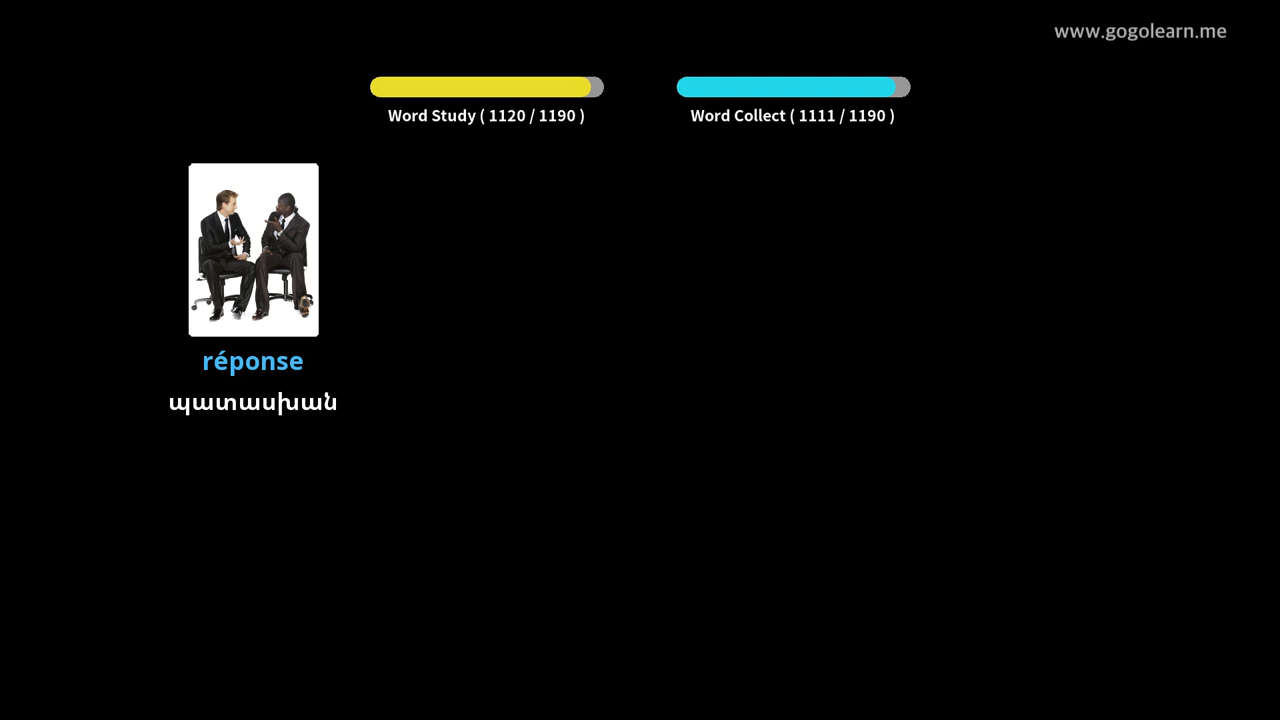 www.gogolearn.me
Word Study ( 1120 / 1190 )
Word Collect ( 1111 / 1190 )
réponse
պատասխան